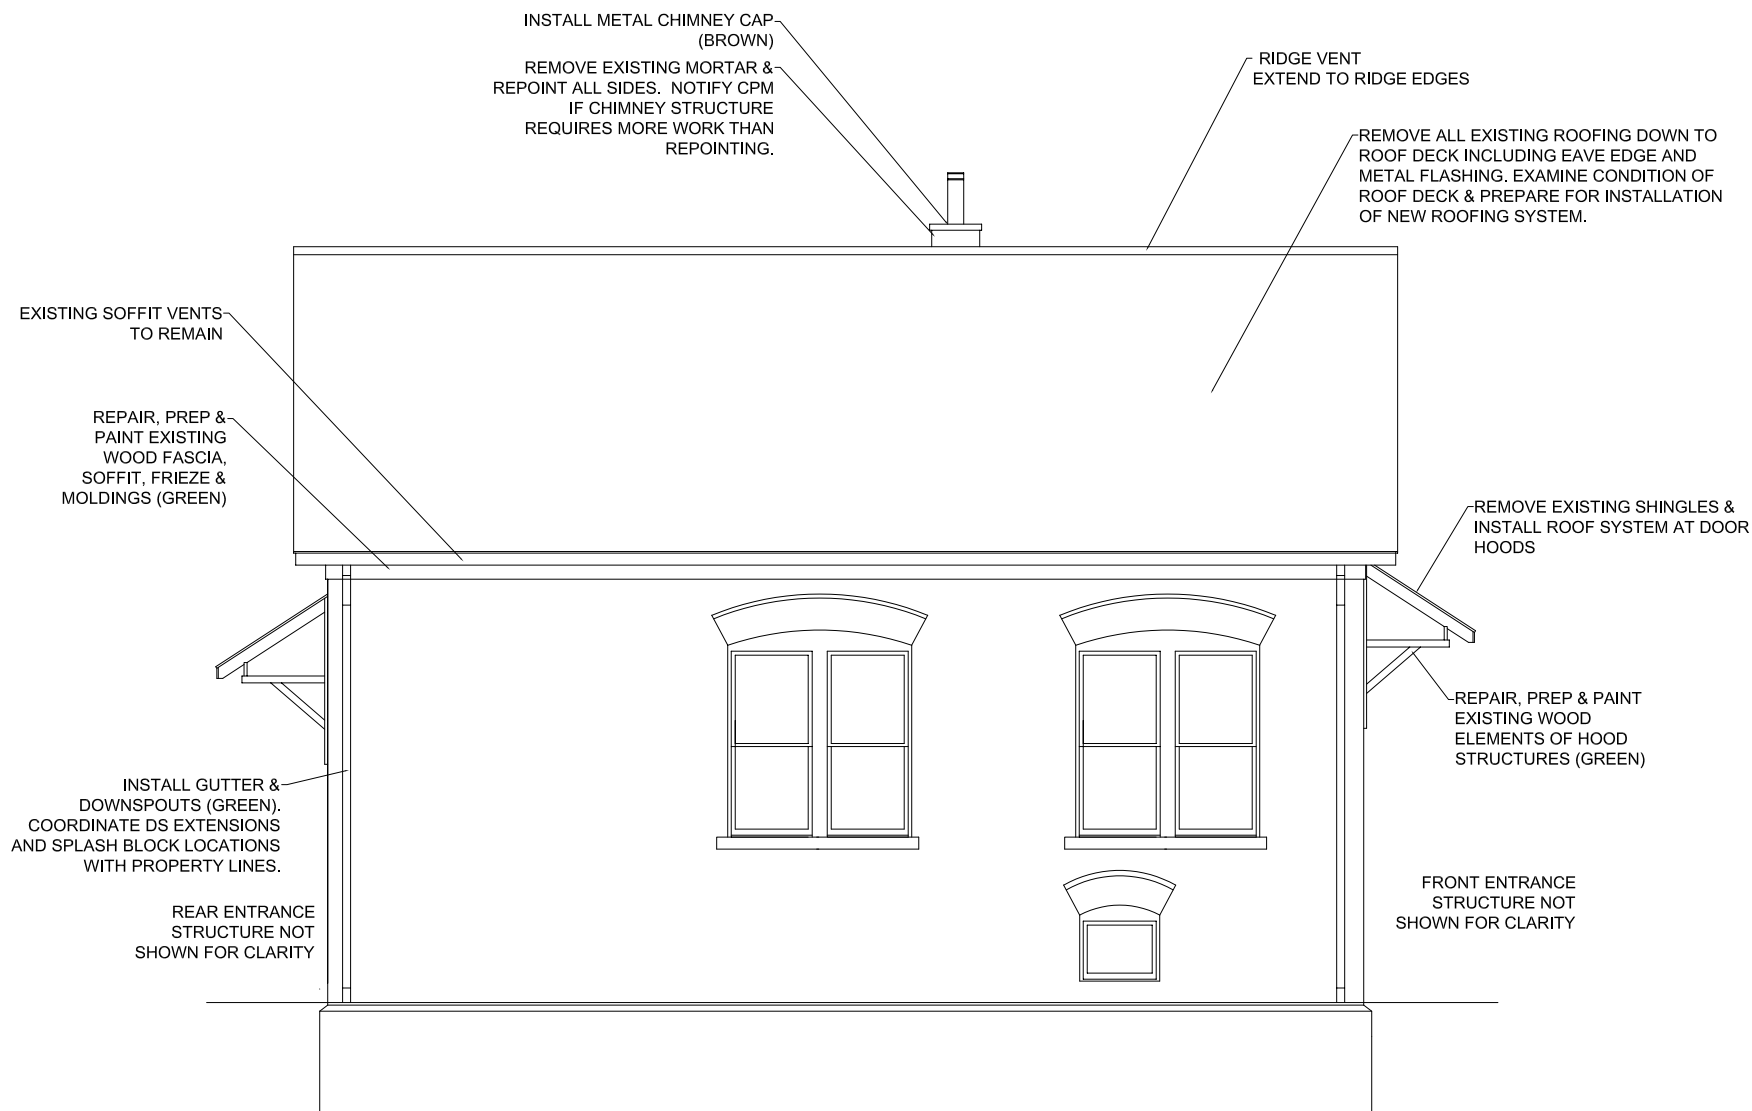 INSTALL METAL CHIMNEY CAP
(BROWN)
REMOVE EXISTING MORTAR &
REPOINT ALL SIDES. NOTIFY CPM
IF CHIMNEY STRUCTURE
REQUIRES MORE WORK THAN
REPOINTING.
RIDGE VENT
EXTEND TO RIDGE EDGES
REMOVE ALL EXISTING ROOFING DOWN TO
ROOF DECK INCLUDING EAVE EDGE AND
METAL FLASHING. EXAMINE CONDITION OF
ROOF DECK & PREPARE FOR INSTALLATION
OF NEW ROOFING SYSTEM.
EXISTING SOFFIT VENTS
TO REMAIN
REPAIR, PREP &
PAINT EXISTING
WOOD FASCIA,
SOFFIT, FRIEZE &
MOLDINGS (GREEN)
REMOVE EXISTING SHINGLES &
INSTALL ROOF SYSTEM AT DOOR
HOODS
REPAIR, PREP & PAINT
EXISTING WOOD
ELEMENTS OF HOOD
STRUCTURES (GREEN)
INSTALL GUTTER &
DOWNSPOUTS (GREEN).
COORDINATE DS EXTENSIONS
AND SPLASH BLOCK LOCATIONS
WITH PROPERTY LINES.
REAR ENTRANCE
STRUCTURE NOT
SHOWN FOR CLARITY
FRONT ENTRANCE
STRUCTURE NOT
SHOWN FOR CLARITY